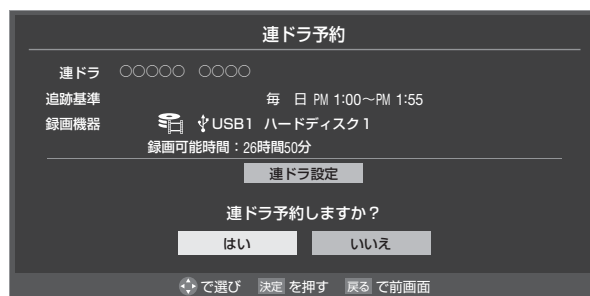 連ドラ予約
連ドラ ○○○○○ ○○○○
追跡基準 毎 日 PM 1:00～PM 1:55
録画機器 USB1 ハードディスク1
録画可能時間：26時間50分
連ドラ設定
連ドラ予約しますか？
はい いいえ
で選び 決定 を押す 戻る で前画面